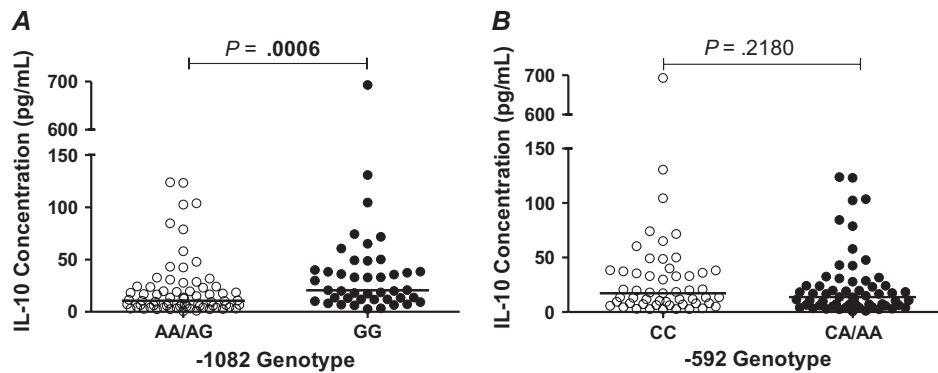 A
P = .0006
IL-10 Concentration (pg/mL)
700
600
150
100
50
0
AA/AG GG
-1082 Genotype
B
P = .2180
IL-10 Concentration (pg/mL)
700
600
150
100
50
0
CC CA/AA
-592 Genotype